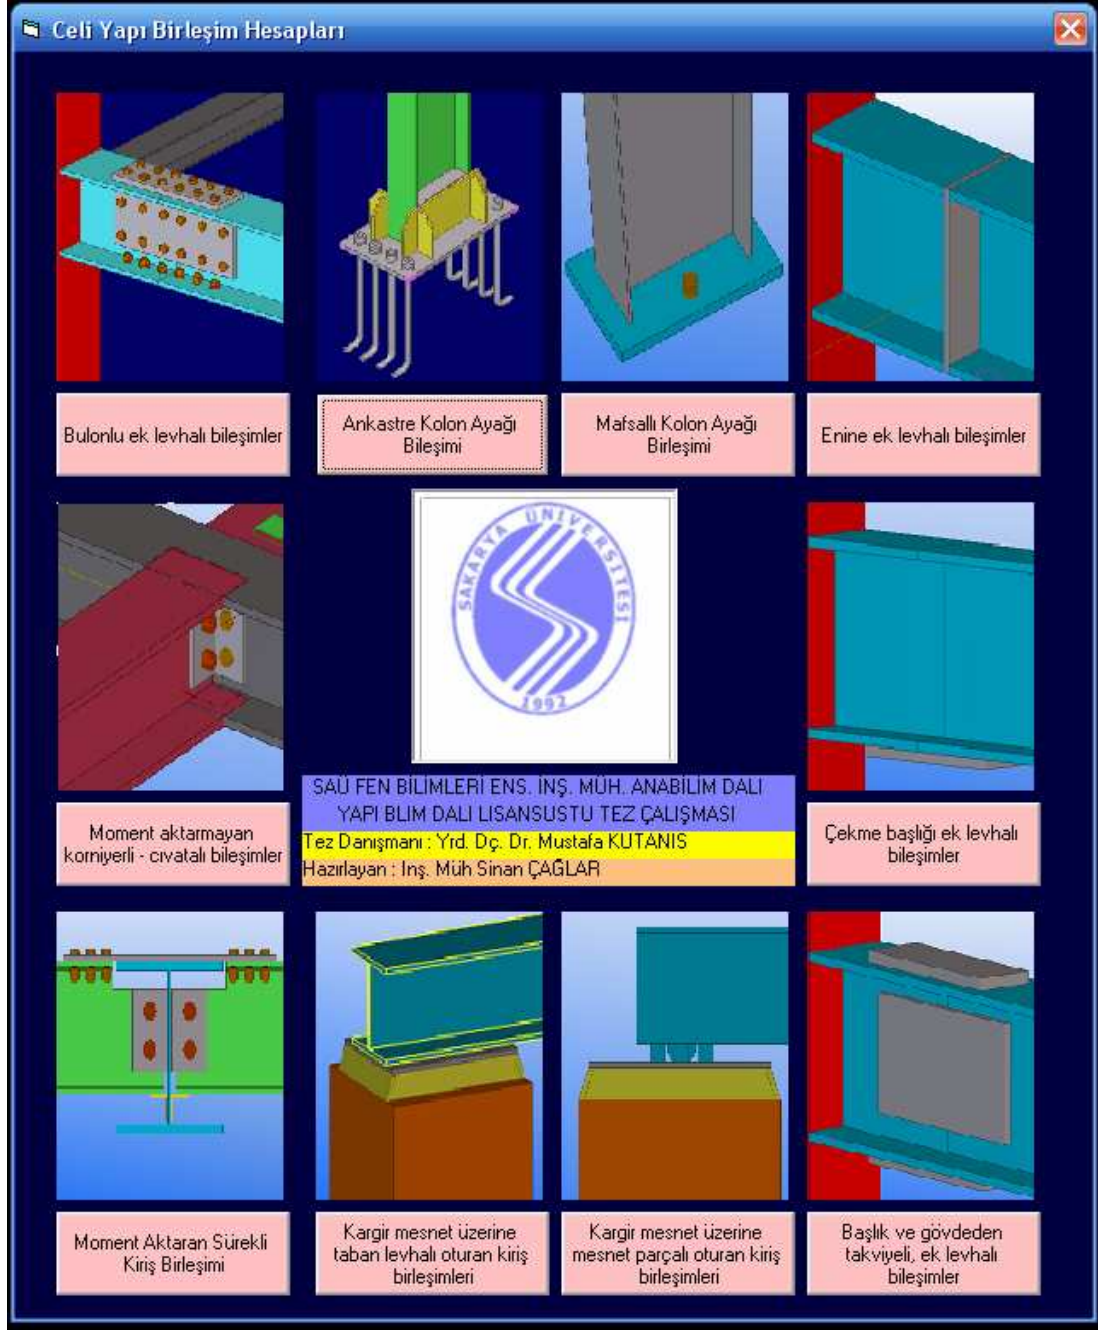 Celi Yapı Birleşim Hesapları
Bulonlu ek levhalı bileşimler
Ankastre Kolon Ayağı
Bileşimi
Mafsallı Kolon Ayağı
Birleşimi
Enine ek levhalı bileşimler
SAKARYA ÜNİVERSİTESİ
1992
SAÜ FEN BİLİMLERİ ENS. İNŞ. MÜH. ANABİLİM DALI
YAPI BLIM DALI LISANSUSTU TEZ ÇALIŞMASI
Tez Danışmanı : Yrd. Dç. Dr. Mustafa KUTANIS
Hazırlayan : Inş. Müh Sinan ÇAĞLAR
Moment aktarmayan
korniyerli - cıvatalı bileşimler
Çekme başlığı ek levhalı
bileşimler
Moment Aktaran Sürekli
Kiriş Birleşimi
Kargir mesnet üzerine
taban levhalı oturan kiriş
birleşimleri
Kargir mesnet üzerine
mesnet parçalı oturan kiriş
birleşimleri
Başlık ve gövdeden
takviyeli, ek levhalı
bileşimler